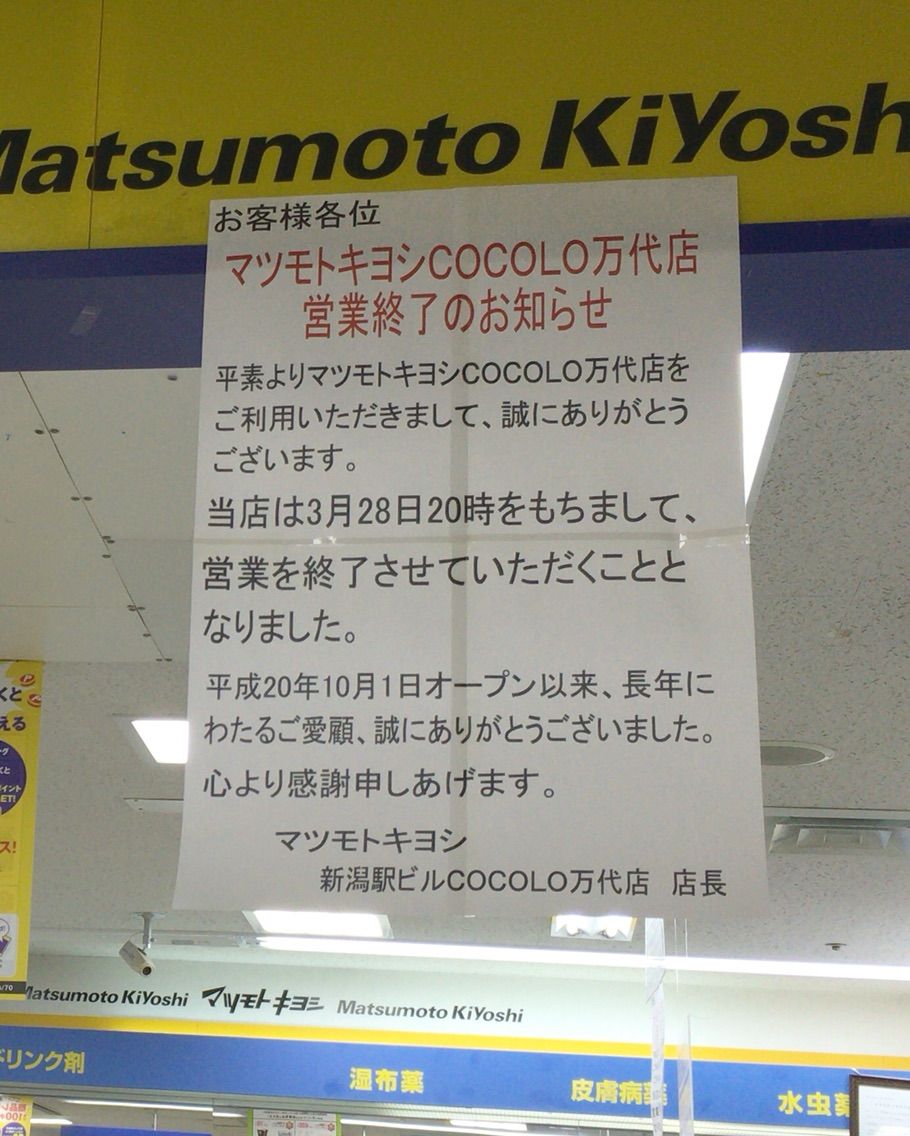 Matsumoto KiYosh
お客様各位
マツモトキヨシCOCOLO万代店
営業終了のお知らせ
平素よりマツモトキヨシCOCOLO万代店を
ご利用いただきまして、誠にありがとう
ございます。
当店は3月28日20時をもちまして、
営業を終了させていただくことと
なりました。
平成20年10月1日オープン以来、長年に
わたるご愛顧、誠にありがとうございました。
心より感謝申しあげます。
マツモトキヨシ
新潟駅ビルCOCOLO万代店 店長
Matsumoto KiYoshi マツモトキヨシ Matsumoto KiYoshi
ドリンク剤 湿布薬 皮膚病薬 水虫薬